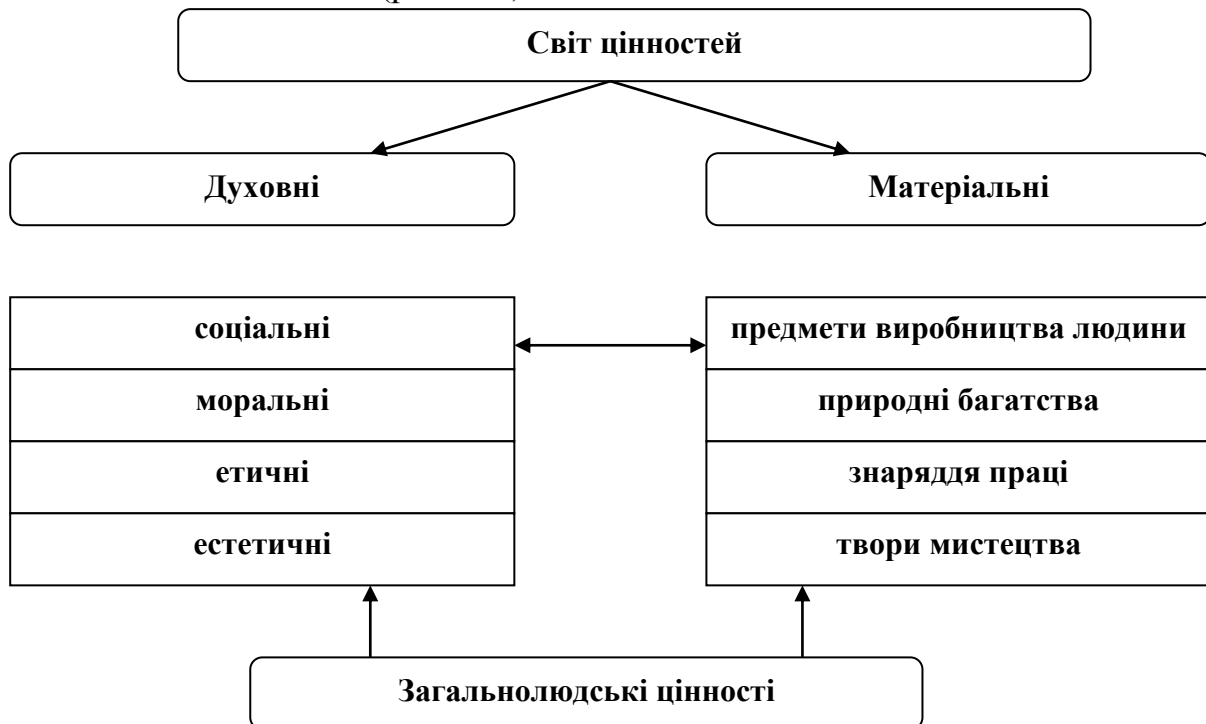 Світ цінностей
Духовні
Матеріальні
соціальні
предмети виробництва людини
моральні
природні багатства
етичні
знаряддя праці
естетичні
твори мистецтва
Загальнолюдські цінності